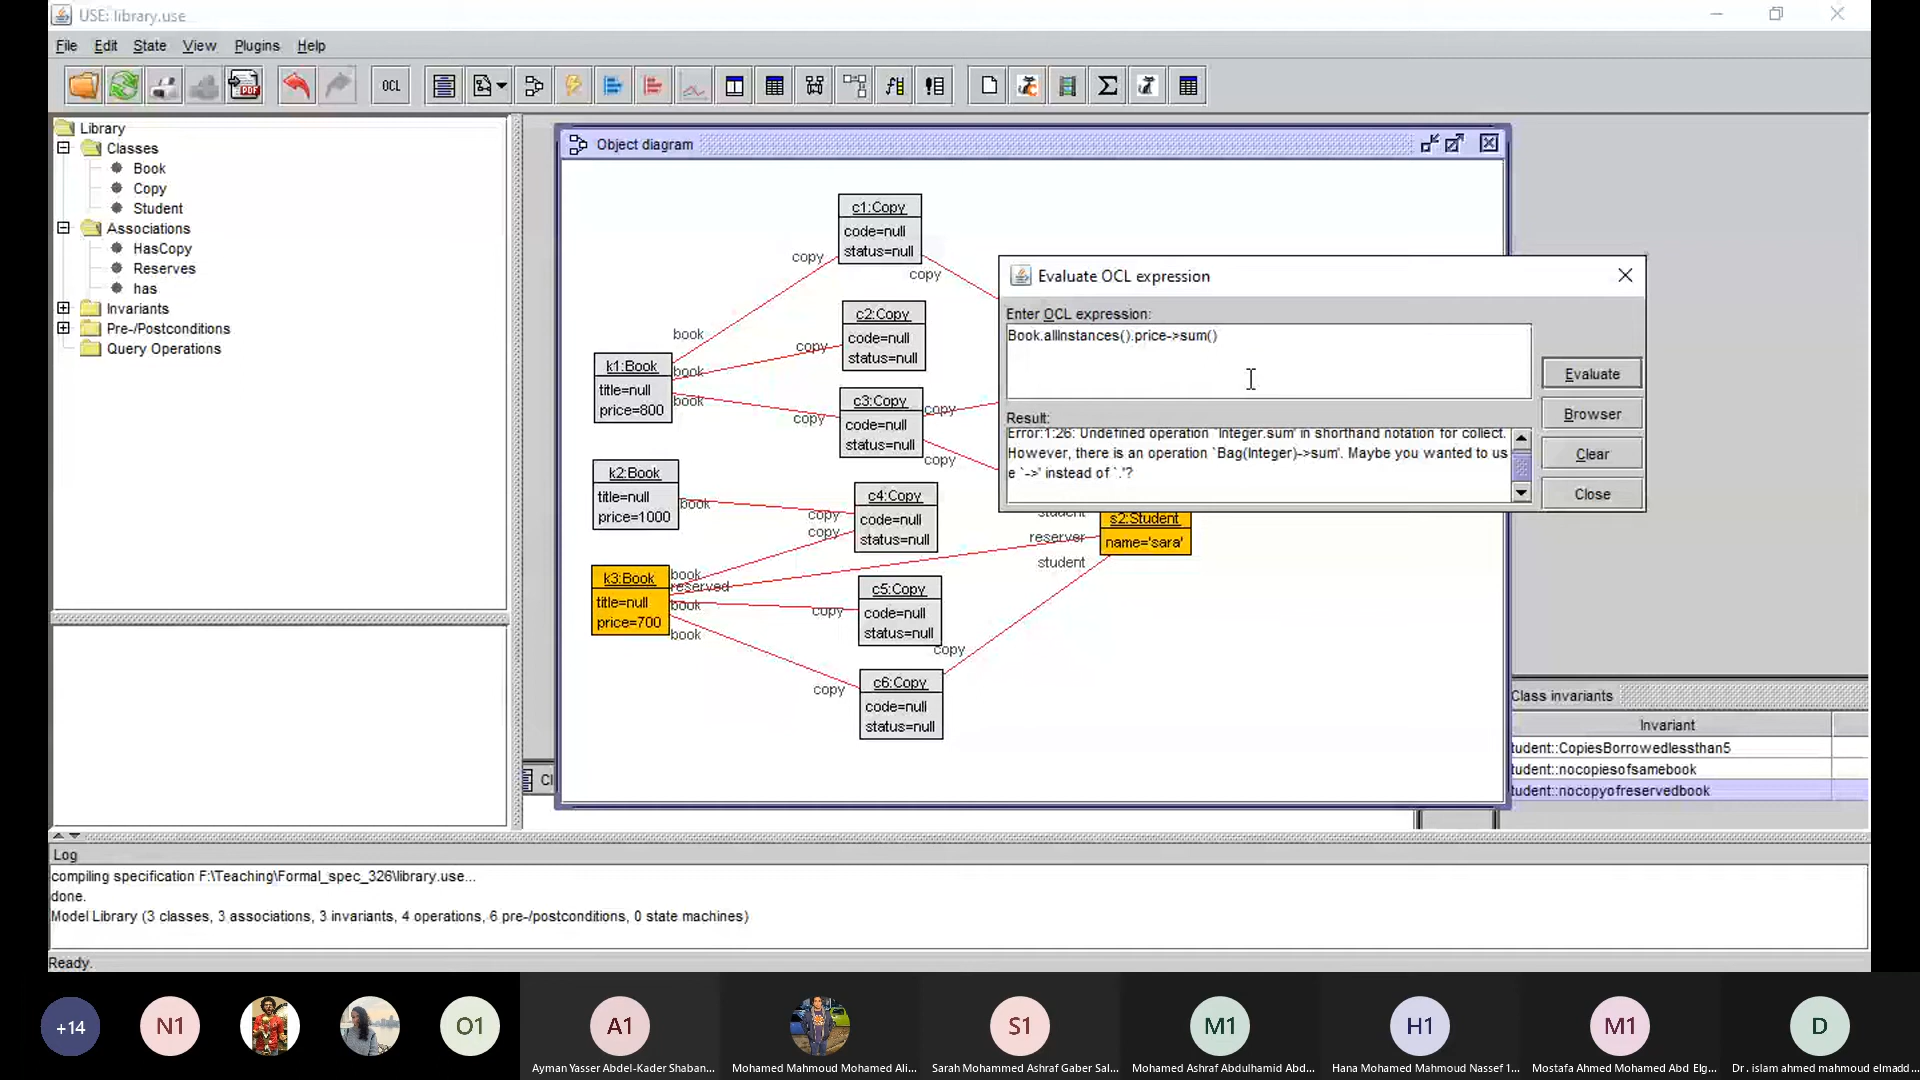 USE: library.use
File Edit State View Plugins Help
OCL
PDF
Library
Classes
Book
Copy
Student
Associations
HasCopy
Reserves
has
Invariants
Pre-/Postconditions
Query Operations
Object diagram
c1:Copy
code=null
status=null
copy
copy
c2:Copy
code=null
status=null
copy
book
k1:Book
title=null
price=800
book
book
c3:Copy
code=null
status=null
copy
copy
copy
k2:Book
title=null
price=1000
book
c4:Copy
code=null
status=null
copy
copy
student
s2:Student
name='sara'
reserver
student
k3:Book
title=null
price=700
book
reserved
book
book
c5:Copy
code=null
status=null
copy
copy
c6:Copy
code=null
status=null
copy
Evaluate OCL expression
Enter OCL expression:
Book.allInstances().price->sum()
Result:
Error:1:26: Undefined operation `Integer.sum' in shorthand notation for collect.
However, there is an operation `Bag(Integer)->sum'. Maybe you wanted to us
e `->' instead of `.'?
Evaluate
Browser
Clear
Close
Cl
Class invariants
Invariant
tudent::CopiesBorrowedlessthan5
tudent::nocopiesofsamebook
tudent::nocopyofreservedbook
Log
compiling specification F:\Teaching\Formal_spec_326\library.use...
done.
Model Library (3 classes, 3 associations, 3 invariants, 4 operations, 6 pre-/postconditions, 0 state machines)
Ready.
+14
N1
O1
A1
S1
M1
H1
M1
D
Ayman Yasser Abdel-Kader Shaban...
Mohamed Mahmoud Mohamed Ali...
Sarah Mohammed Ashraf Gaber Sal...
Mohamed Ashraf Abdulhamid Abd...
Hana Mohamed Mahmoud Nassef 1...
Mostafa Ahmed Mohamed Abd Elg...
Dr . islam ahmed mahmoud elmadd ...